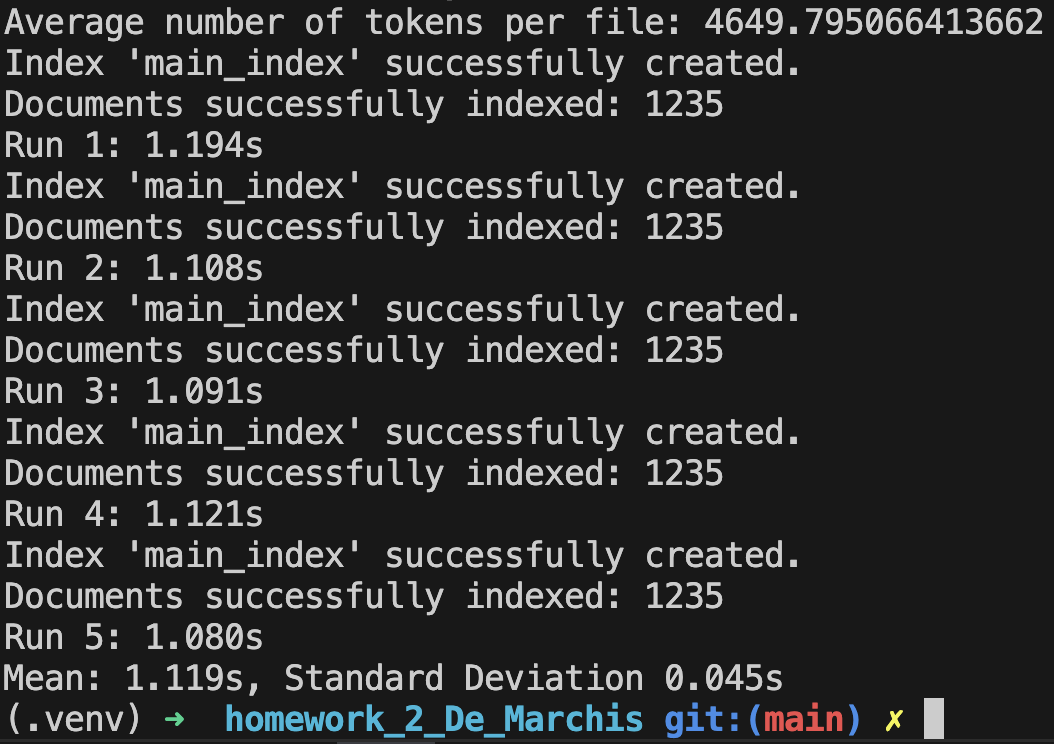 Average number of tokens per file: 4649.795066413662
Index 'main_index' successfully created.
Documents successfully indexed: 1235
Run 1: 1.194s
Index 'main_index' successfully created.
Documents successfully indexed: 1235
Run 2: 1.108s
Index 'main_index' successfully created.
Documents successfully indexed: 1235
Run 3: 1.091s
Index 'main_index' successfully created.
Documents successfully indexed: 1235
Run 4: 1.121s
Index 'main_index' successfully created.
Documents successfully indexed: 1235
Run 5: 1.080s
Mean: 1.119s, Standard Deviation 0.045s
(.venv) ➜  homework_2_De_Marchis git:(main) ✗